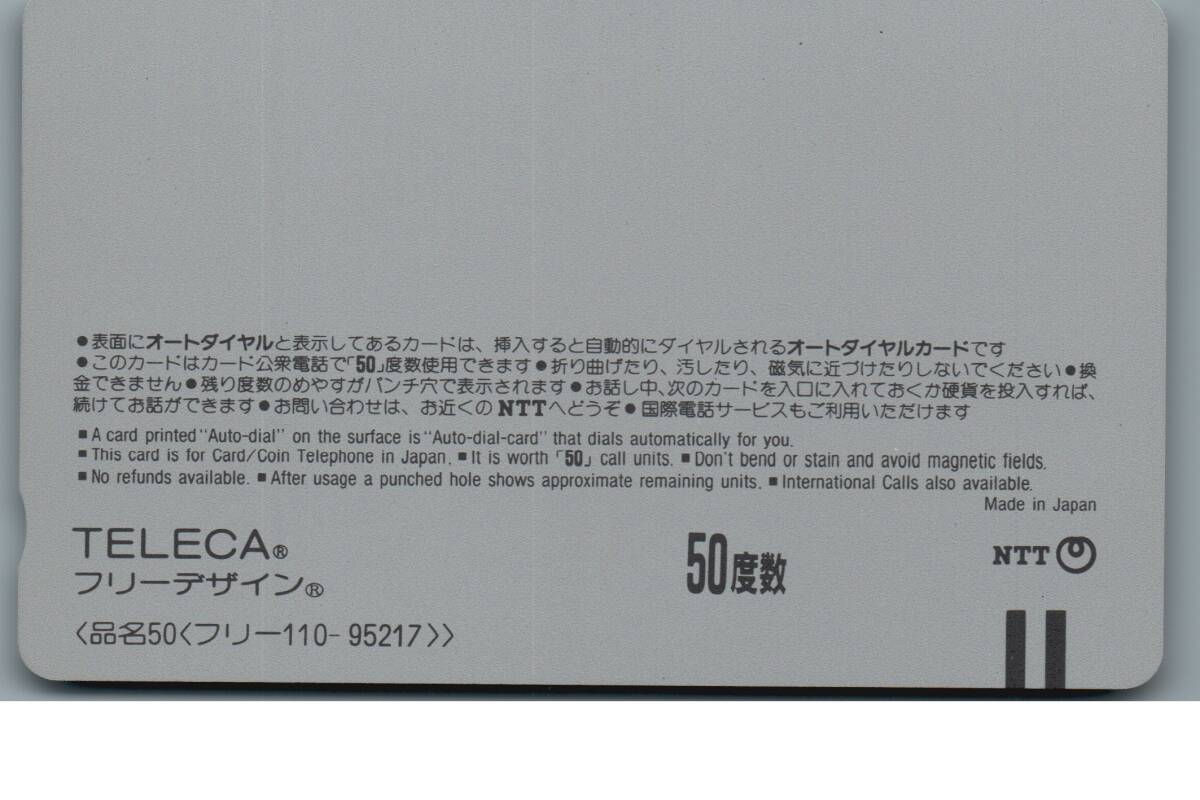 ●表面にオートダイヤルと表示してあるカードは、挿入すると自動的にダイヤルされるオートダイヤルカードです
●このカードはカード公衆電話で「50」度数使用できます●折り曲げたり、汚したり、磁気に近づけたりしないでください●換
金できません●残り度数のめやすがパンチ穴で表示されます●お話し中、次のカードを入口に入れておくか硬貨を投入すれば、
続けてお話ができます●お問い合わせは、お近くのNTTへどうぞ●国際電話サービスもご利用いただけます
■A card printed "Auto-dial" on the surface is "Auto-dial-card" that dials automatically for you.
■This card is for Card/Coin Telephone in Japan. ■It is worth「50」call units. ■Don't bend or stain and avoid magnetic fields.
■No refunds available. ■After usage a punched hole shows approximate remaining units. ■International Calls also available.
Made in Japan
TELECA®
フリーデザイン®
50度数
NTT
〈品名50〈フリー110-95217〉〉